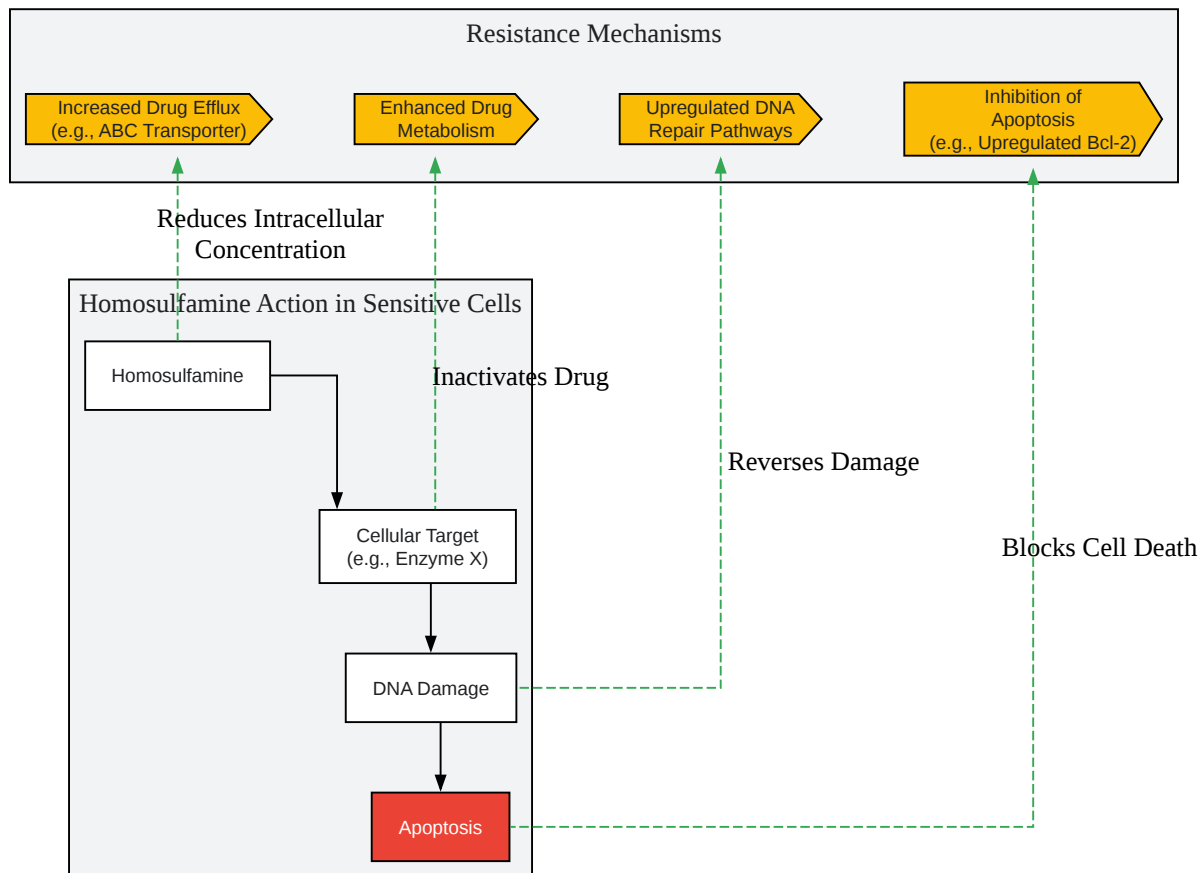 Resistance Mechanisms
Increased Drug Efflux
(e.g., ABC Transporter)
Enhanced Drug
Metabolism
Upregulated DNA
Repair Pathways
Inhibition of
Apoptosis
(e.g., Upregulated Bcl-2)
Reduces Intracellular
Concentration
Homosulfamine Action in Sensitive Cells
Homosulfamine
Inactivates Drug
Reverses Damage
Cellular Target
(e.g., Enzyme X)
Blocks Cell Death
DNA Damage
Apoptosis